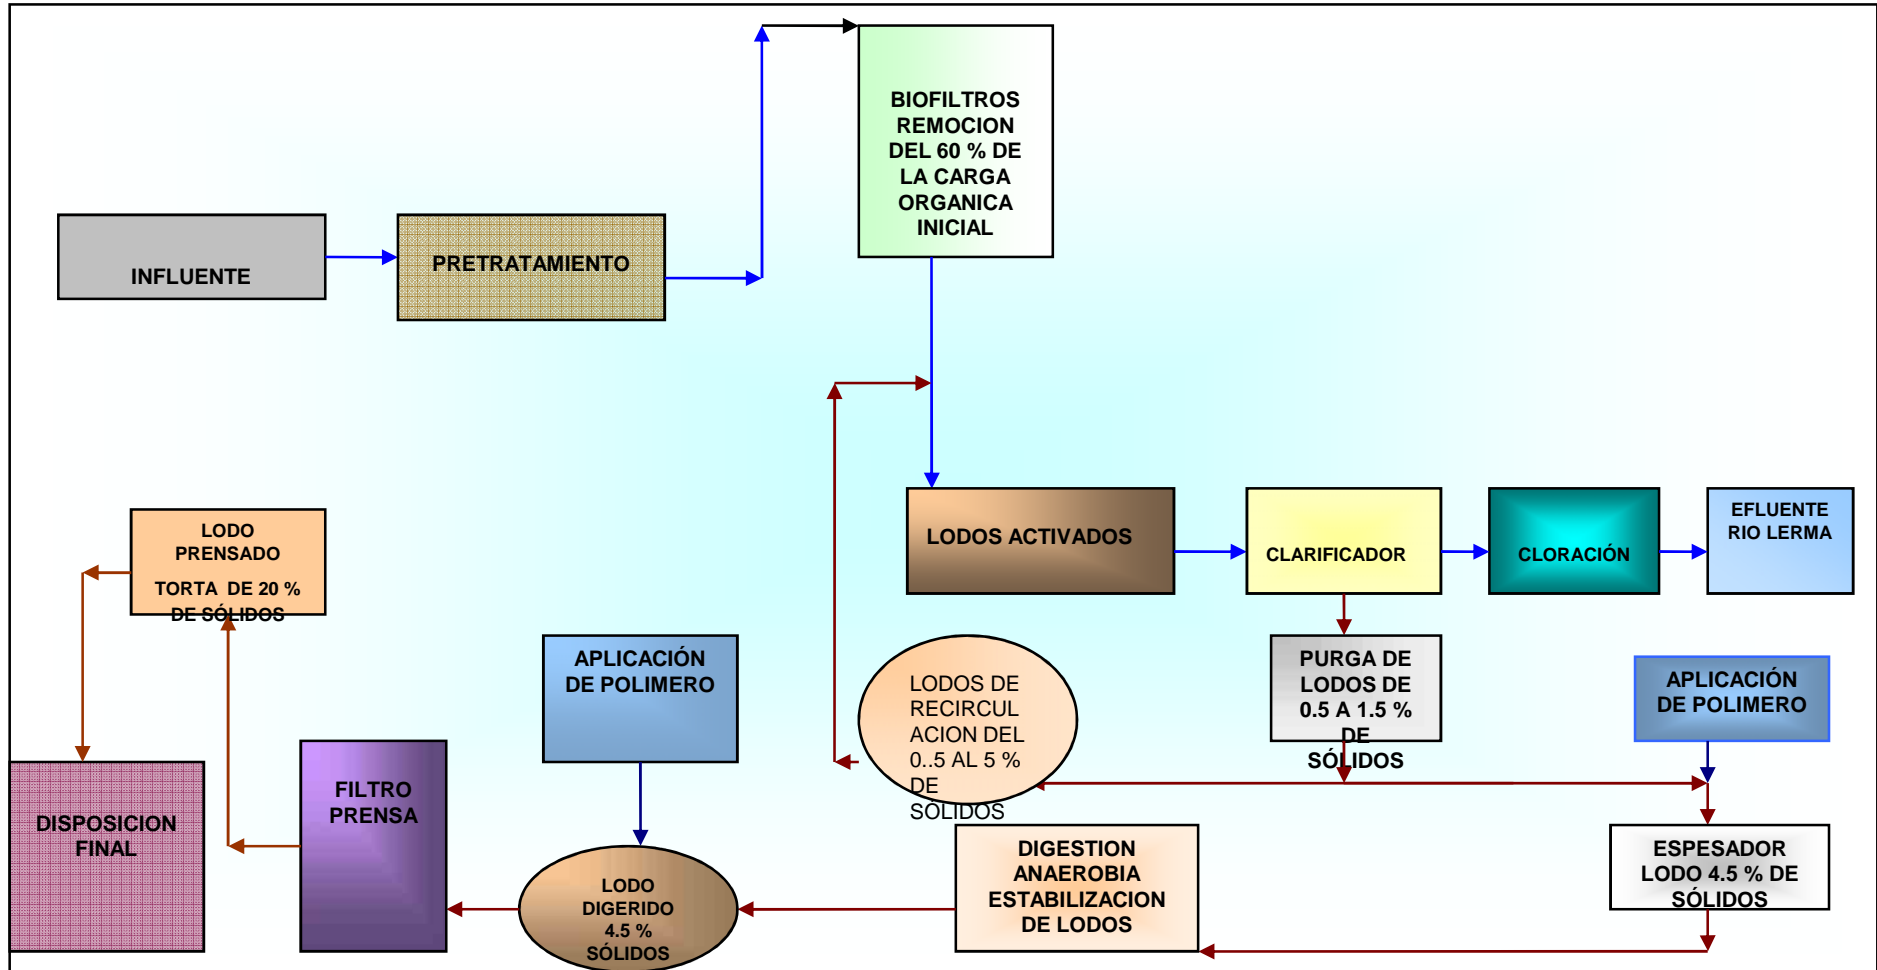 BIOFILTROS
REMOCION
DEL 60 % DE
LA CARGA
ORGANICA
INICIAL
INFLUENTE
PRETRATAMIENTO
LODOS ACTIVADOS
CLARIFICADOR
CLORACIÓN
EFLUENTE
RIO LERMA
LODO
PRENSADO
TORTA DE 20 %
DE SÓLIDOS
APLICACIÓN
DE POLIMERO
LODOS DE
RECIRCUL
ACION DEL
0..5 AL 5 %
DE
SÓLIDOS
PURGA DE
LODOS DE
0.5 A 1.5 %
DE
SÓLIDOS
APLICACIÓN
DE POLIMERO
DISPOSICION
FINAL
FILTRO
PRENSA
LODO
DIGERIDO
4.5 %
SÓLIDOS
DIGESTION
ANAEROBIA
ESTABILIZACION
DE LODOS
ESPESADOR
LODO 4.5 % DE
SÓLIDOS